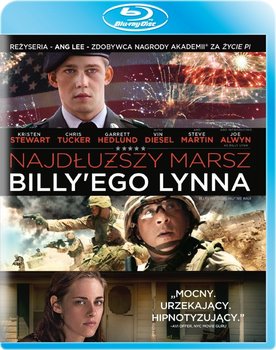 Blu-ray Disc
REŻYSERIA - ANG LEE - ZDOBYWCA NAGRODY AKADEMII® ZA ŻYCIE PI
KRISTEN STEWART
CHRIS TUCKER
GARRETT HEDLUND
VIN DIESEL
STEVE MARTIN
JOE ALWYN
NAJDŁUŻSZY MARSZ
BILLY'EGO LYNNA
„MOCNY.
URZEKAJĄCY.
HIPNOTYZUJĄCY."